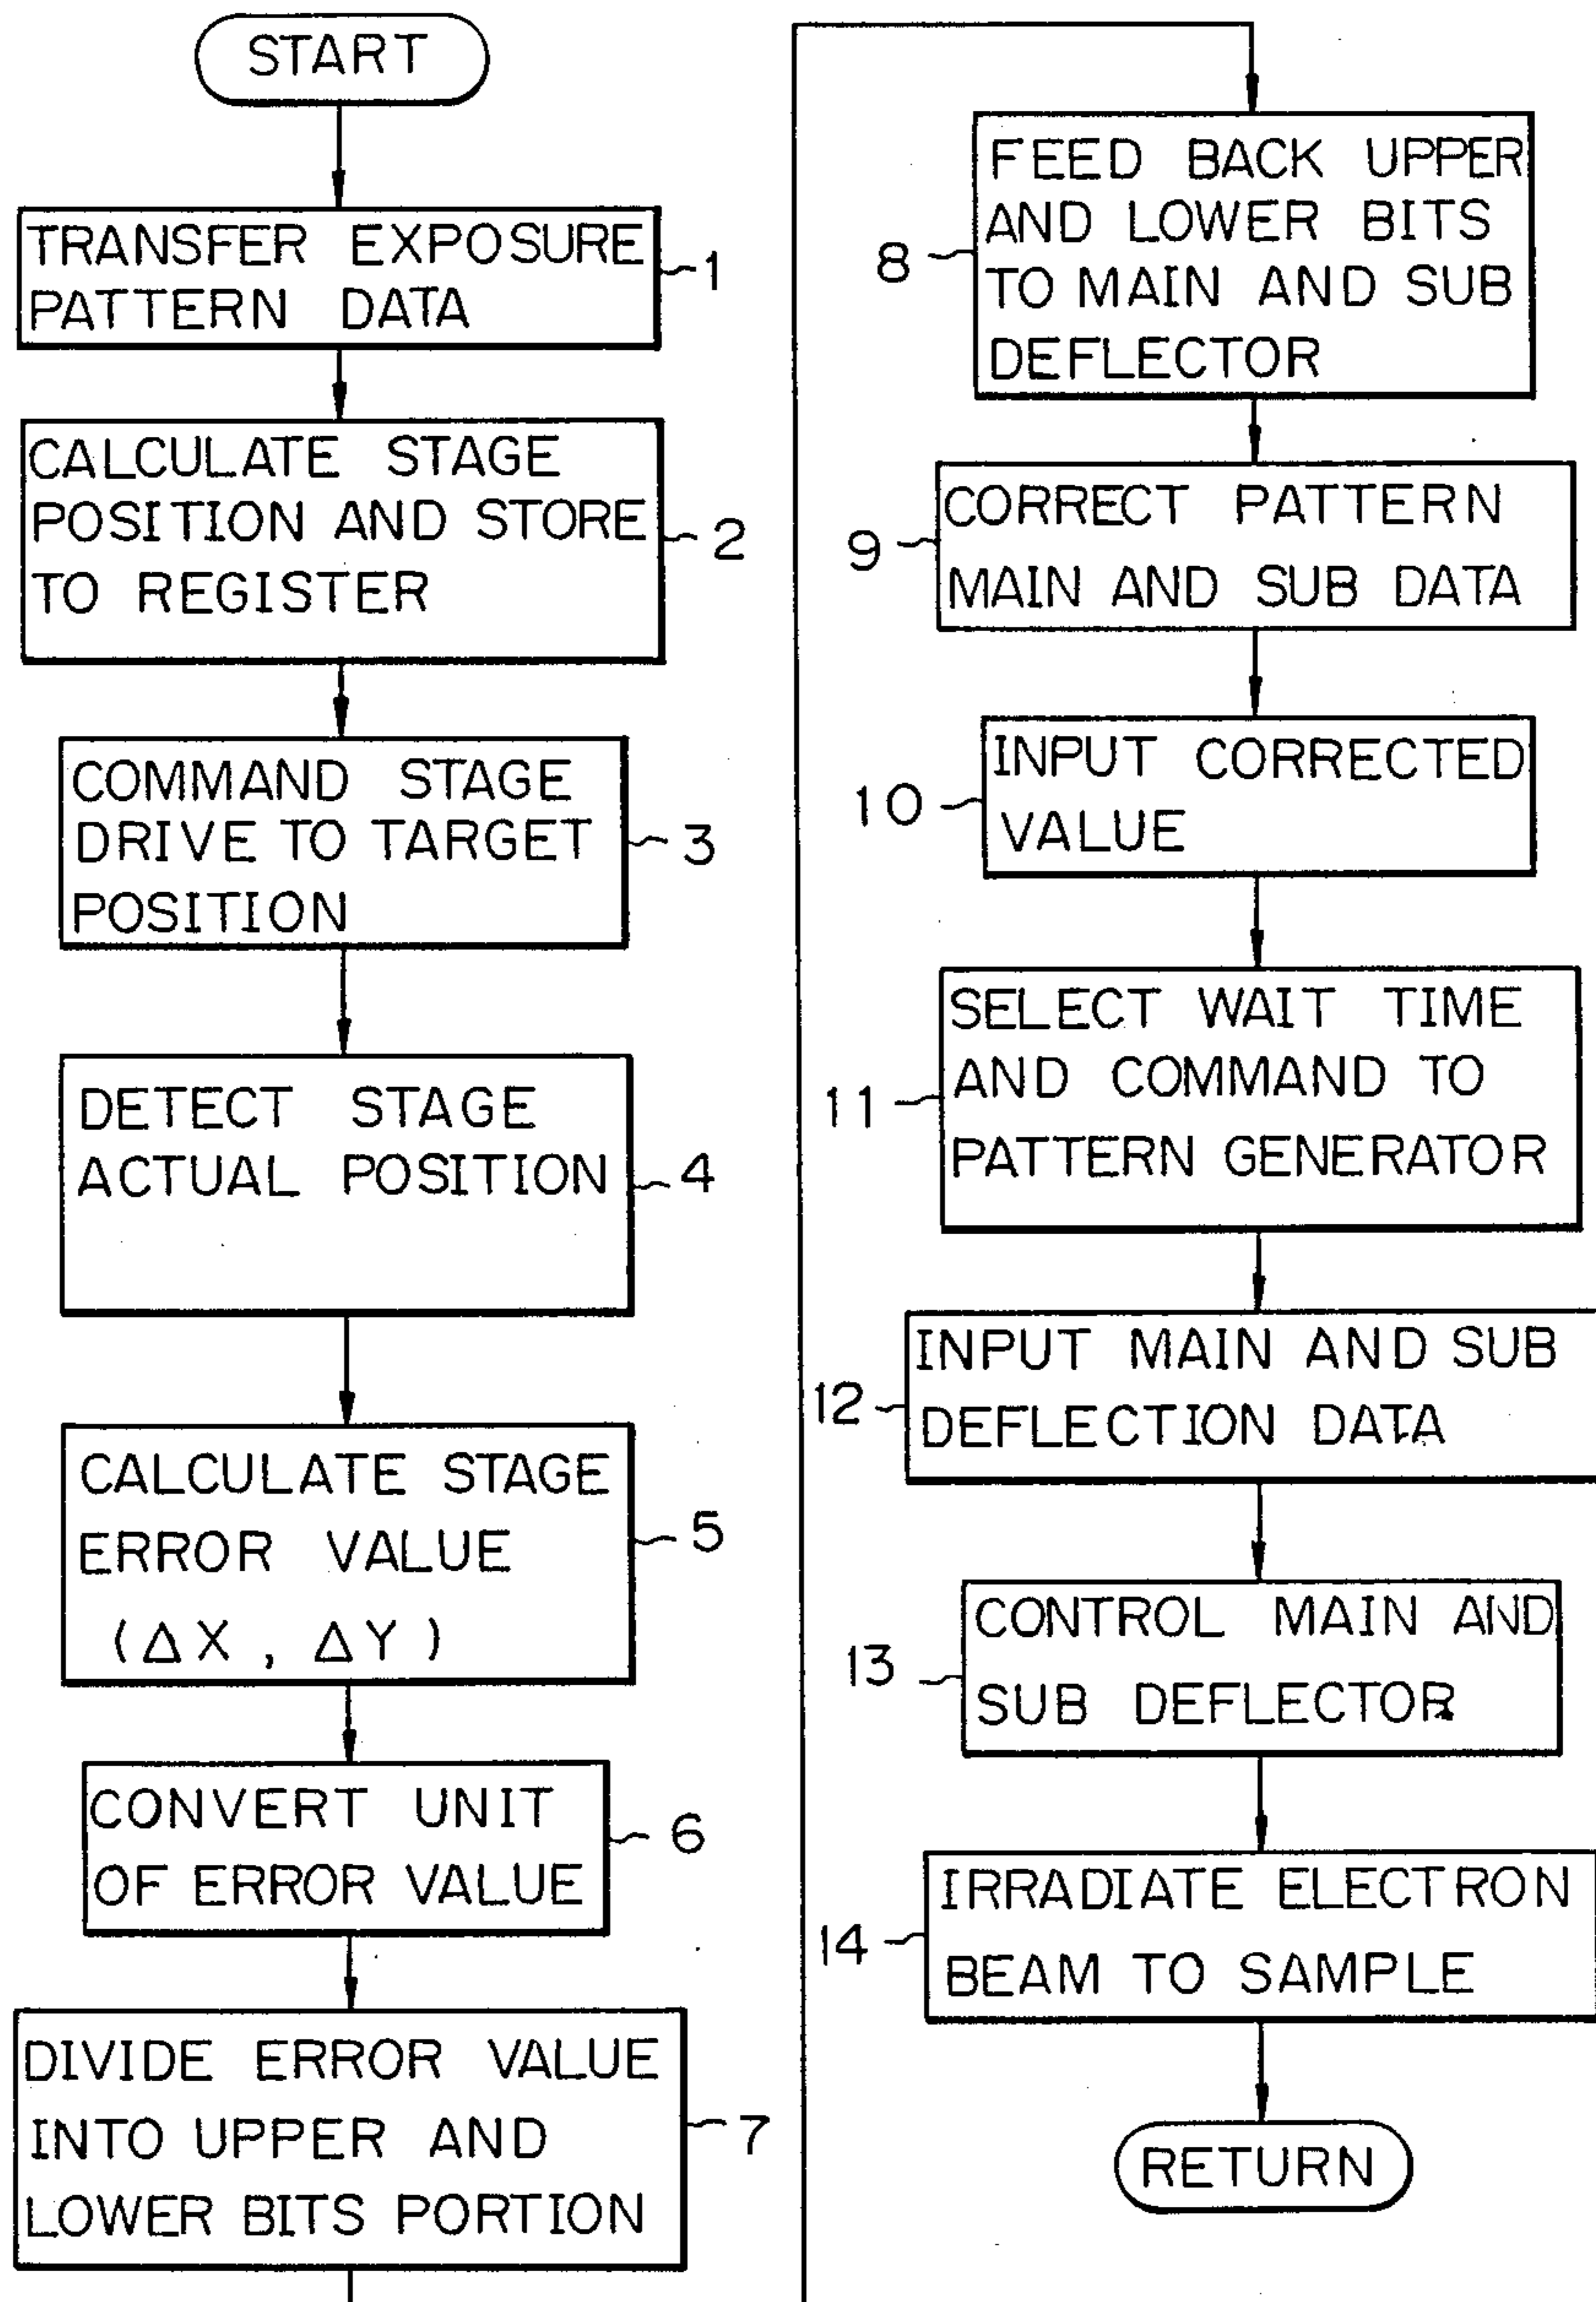 START
TRANSFER EXPOSURE
PATTERN DATA
1
CALCULATE STAGE
POSITION AND STORE
TO REGISTER
2
COMMAND STAGE
DRIVE TO TARGET
POSITION
3
DETECT STAGE
ACTUAL POSITION
4
CALCULATE STAGE
ERROR VALUE
(ΔX, ΔY)
5
CONVERT UNIT
OF ERROR VALUE
6
DIVIDE ERROR VALUE
INTO UPPER AND
LOWER BITS PORTION
7
FEED BACK UPPER
AND LOWER BITS
TO MAIN AND SUB
DEFLECTOR
8
CORRECT PATTERN
MAIN AND SUB DATA
9
INPUT CORRECTED
VALUE
10
SELECT WAIT TIME
AND COMMAND TO
PATTERN GENERATOR
11
INPUT MAIN AND SUB
DEFLECTION DATA
12
CONTROL MAIN AND
SUB DEFLECTOR
13
IRRADIATE ELECTRON
BEAM TO SAMPLE
14
RETURN